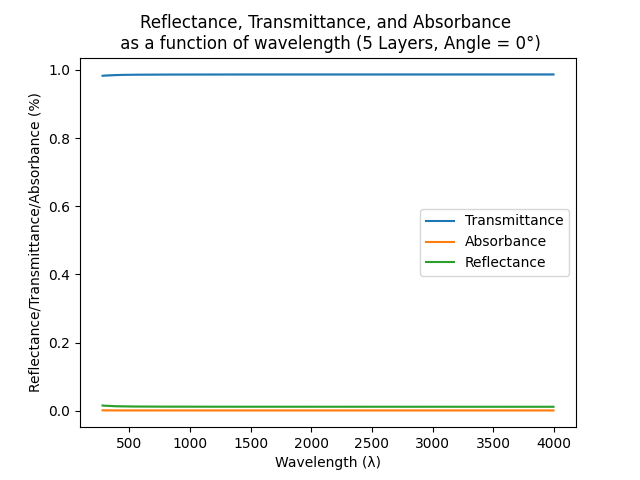 Reflectance, Transmittance, and Absorbance
as a function of wavelength (5 Layers, Angle = 0°)
Reflectance/Transmittance/Absorbance (%)
1.0
0.8
0.6
0.4
0.2
0.0
Transmittance
Absorbance
Reflectance
500 1000 1500 2000 2500 3000 3500 4000
Wavelength (λ)